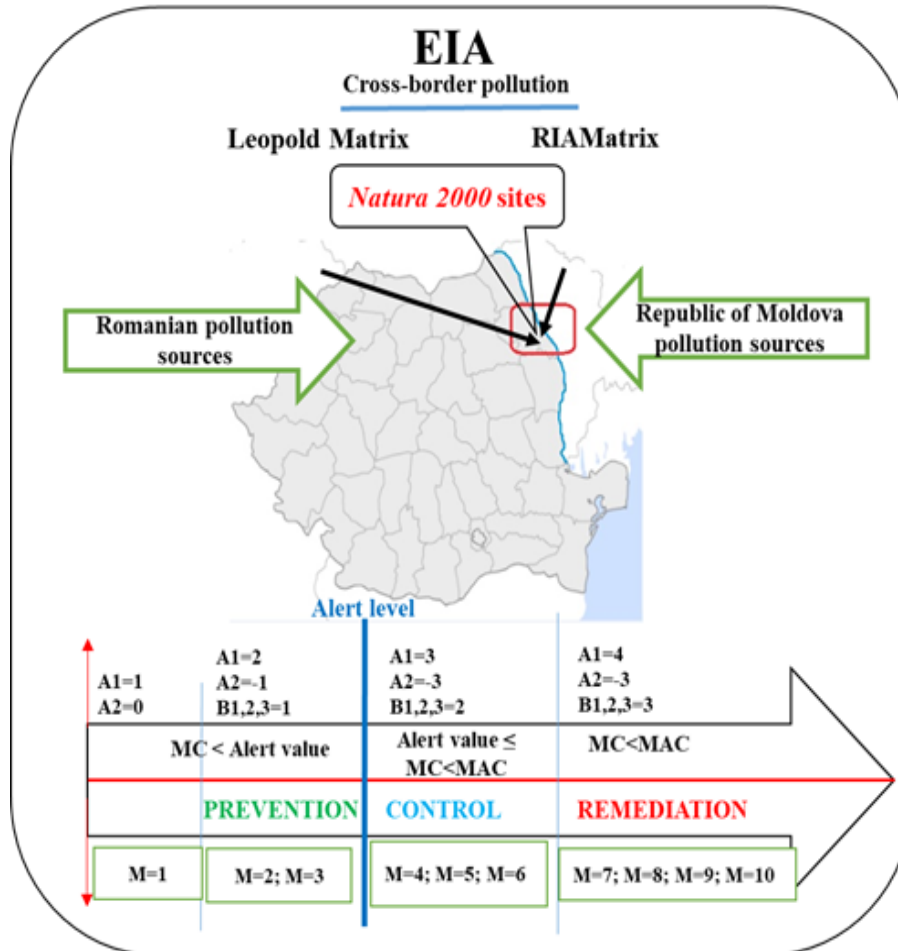 EIA
Cross-border pollution
Leopold Matrix
RIAMatrix
Natura 2000 sites
Romanian pollution
sources
Republic of Moldova
pollution sources
Alert level
A1=1
A2=0
A1=2
A2=-1
B1,2,3=1
A1=3
A2=-3
B1,2,3=2
A1=4
A2=-3
B1,2,3=3
MC < Alert value
Alert value ≤
MC<MAC
MC<MAC
PREVENTION
CONTROL
REMEDIATION
M=1
M=2; M=3
M=4; M=5; M=6
M=7; M=8; M=9; M=10